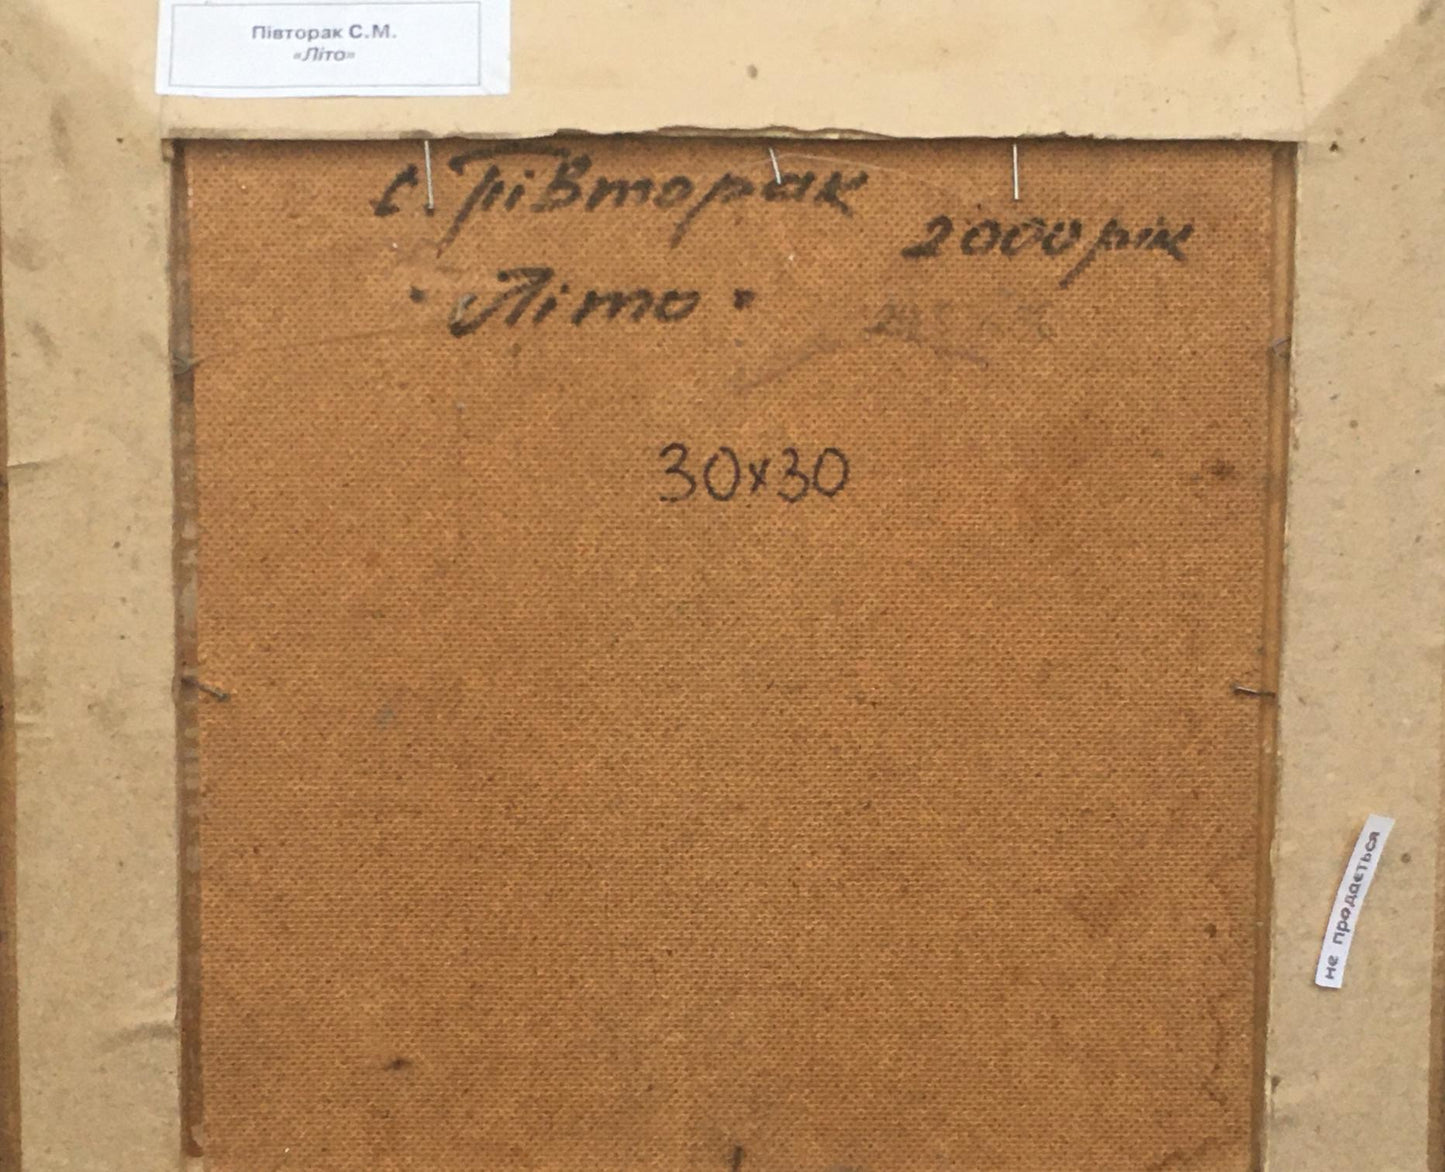 Півторак С.М.
«Літо»
С. Півторак
2000 рік
"Літо"
30x30
не продається